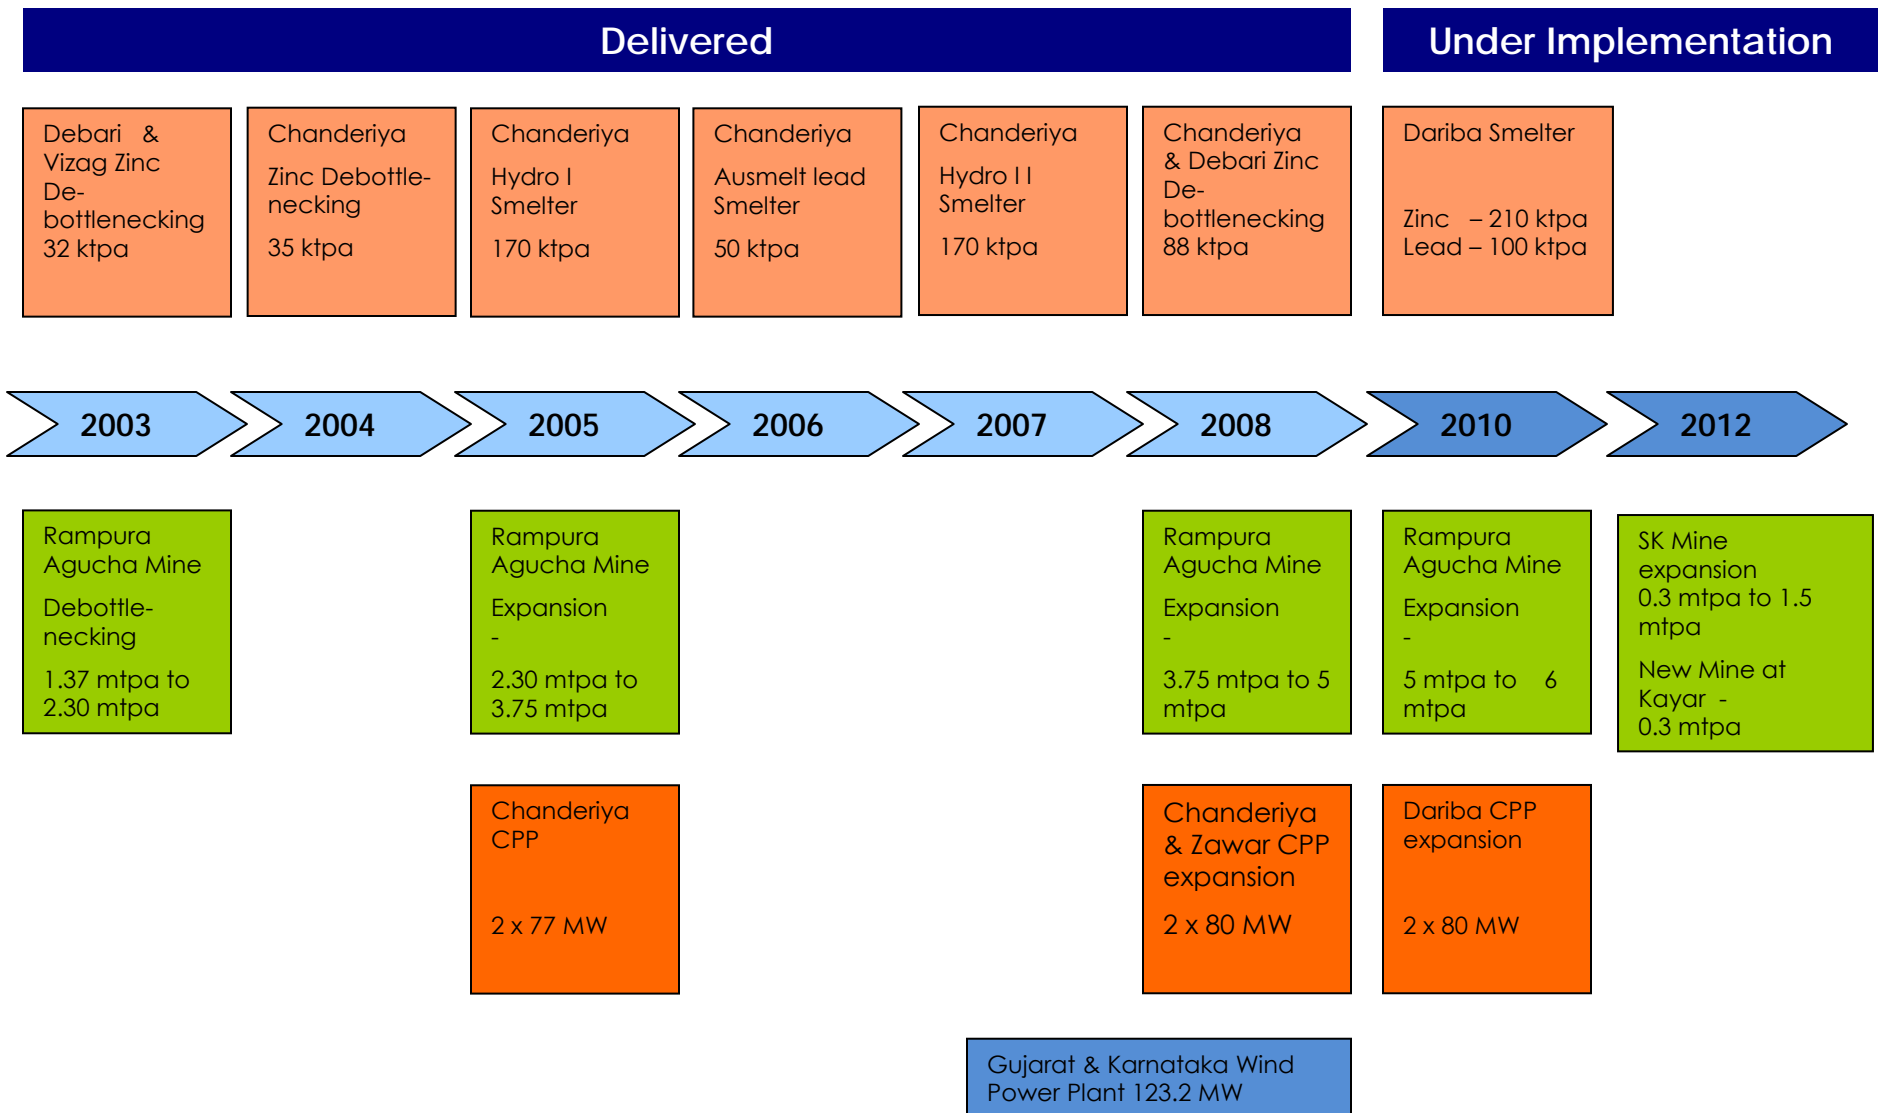 Delivered
Under Implementation
Debari &
Vizag Zinc
De-
bottlenecking
32 ktpa
Chanderiya
Zinc Debottle-
necking
35 ktpa
Chanderiya
Hydro I
Smelter
170 ktpa
Chanderiya
Ausmelt lead
Smelter
50 ktpa
Chanderiya
Hydro I I
Smelter
170 ktpa
Chanderiya
& Debari Zinc
De-
bottlenecking
88 ktpa
Dariba Smelter
Zinc – 210 ktpa
Lead – 100 ktpa
2003
2004
2005
2006
2007
2008
2010
2012
Rampura
Agucha Mine
Debottle-
necking
1.37 mtpa to
2.30 mtpa
Rampura
Agucha Mine
Expansion
-
2.30 mtpa to
3.75 mtpa
Rampura
Agucha Mine
Expansion
-
3.75 mtpa to 5
mtpa
Rampura
Agucha Mine
Expansion
-
5 mtpa to 6
mtpa
SK Mine
expansion
0.3 mtpa to 1.5
mtpa
New Mine at
Kayar -
0.3 mtpa
Chanderiya
CPP
2 x 77 MW
Chanderiya
& Zawar CPP
expansion
2 x 80 MW
Dariba CPP
expansion
2 x 80 MW
Gujarat & Karnataka Wind
Power Plant 123.2 MW